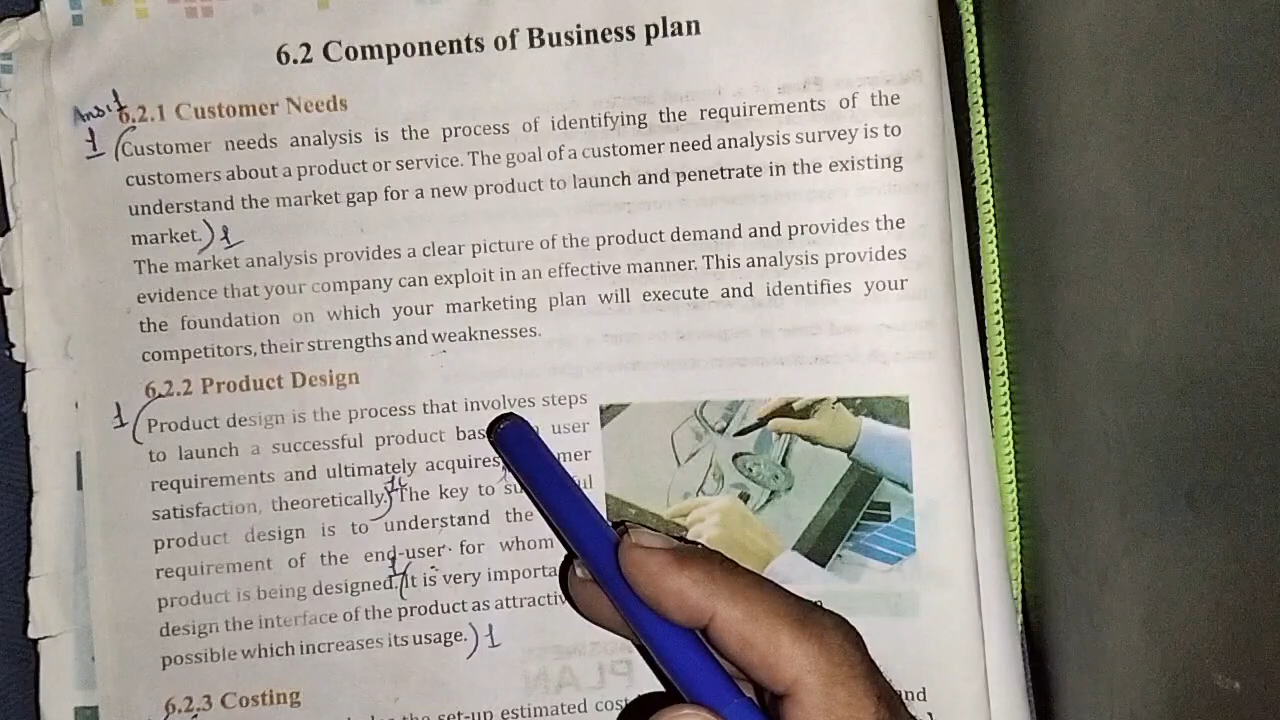 6.2 Components of Business plan
Ans:1
6.2.1 Customer Needs
1 (Customer needs analysis is the process of identifying the requirements of the
customers about a product or service. The goal of a customer need analysis survey is to
understand the market gap for a new product to launch and penetrate in the existing
market.) 1
The market analysis provides a clear picture of the product demand and provides the
evidence that your company can exploit in an effective manner. This analysis provides
the foundation on which your marketing plan will execute and identifies your
competitors, their strengths and weaknesses.
6.2.2 Product Design
1 (Product design is the process that involves steps
to launch a successful product user
requirements and ultimately acquires
satisfaction, theoretically.) The key to
product design is to understand the
requirement of the end-user for whom
product is being designed. (It is very
design the interface of the product as
possible which increases its usage.) 1
PLAN
6.2.3 Costing
set-up estimated